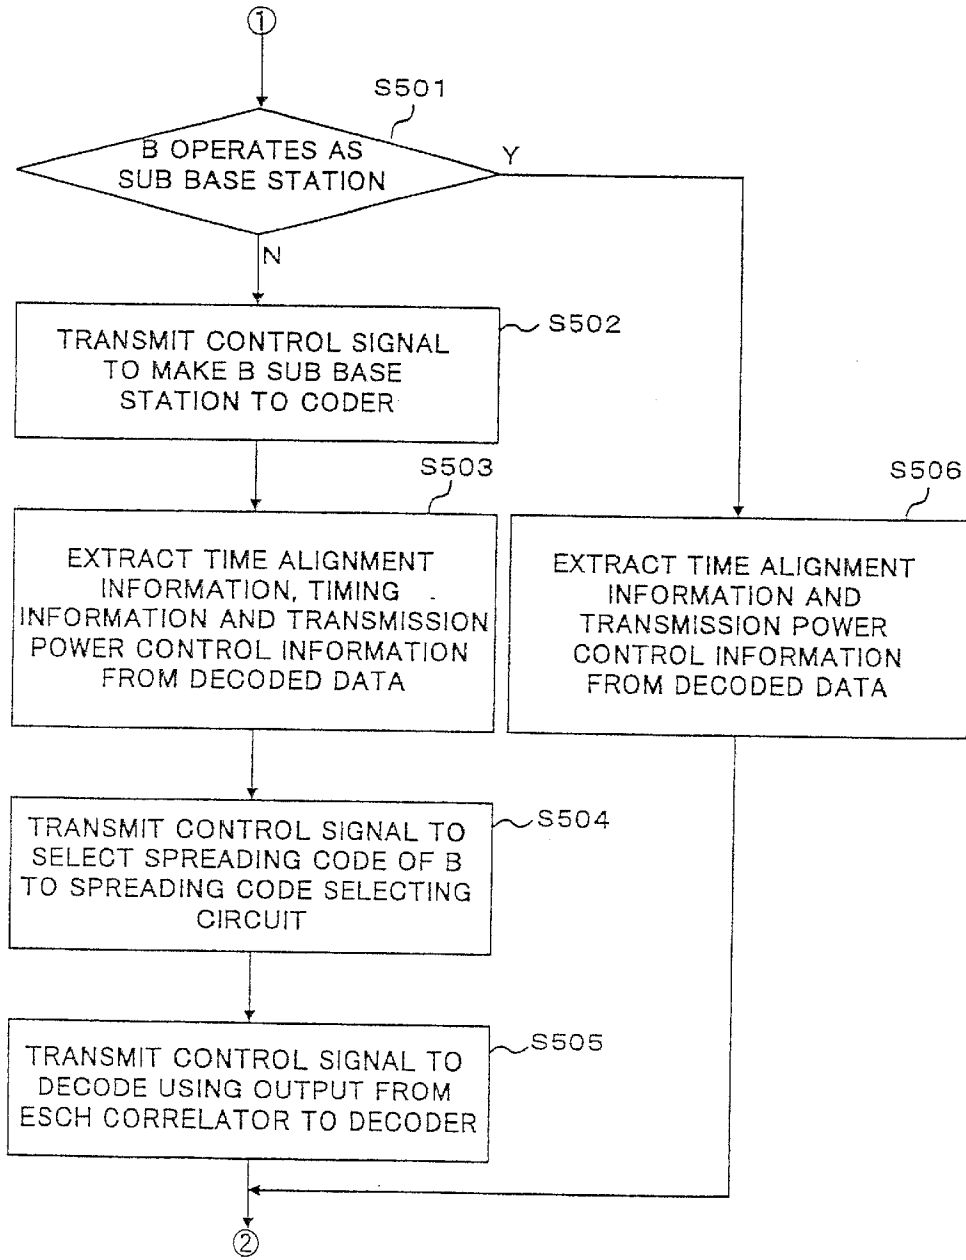 ①
S501
B OPERATES AS
SUB BASE STATION
Y
N
S502
TRANSMIT CONTROL SIGNAL
TO MAKE B SUB BASE
STATION TO CODER
S503
EXTRACT TIME ALIGNMENT
INFORMATION, TIMING
INFORMATION AND TRANSMISSION
POWER CONTROL INFORMATION
FROM DECODED DATA
S506
EXTRACT TIME ALIGNMENT
INFORMATION AND
TRANSMISSION POWER
CONTROL INFORMATION
FROM DECODED DATA
S504
TRANSMIT CONTROL SIGNAL TO
SELECT SPREADING CODE OF B
TO SPREADING CODE SELECTING
CIRCUIT
S505
TRANSMIT CONTROL SIGNAL TO
DECODE USING OUTPUT FROM
ESCH CORRELATOR TO DECODER
②